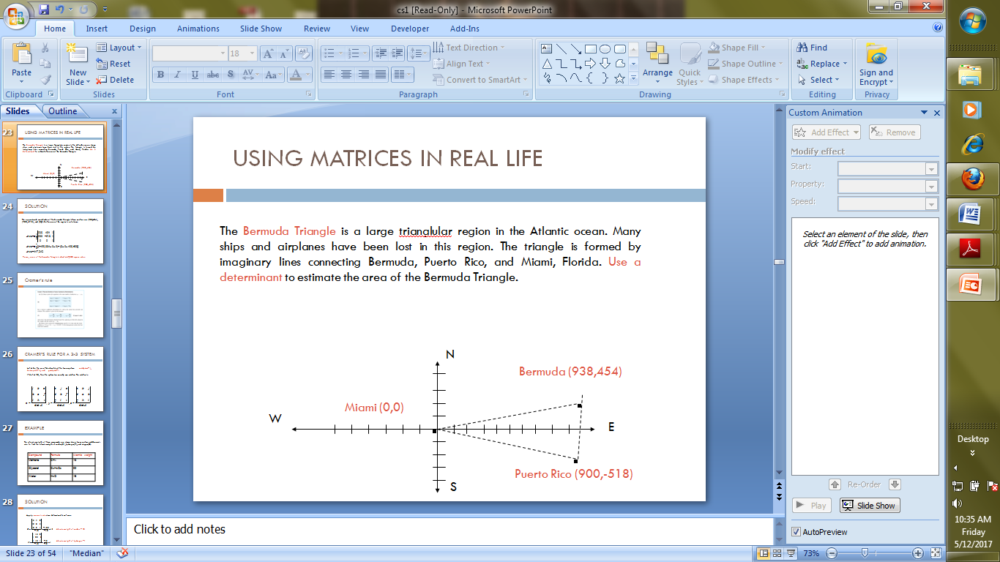 cs1 [Read-Only] - Microsoft PowerPoint
Home Insert Design Animations Slide Show Review View Developer Add-Ins
Paste
Clipboard
New Slide
Layout
Reset
Delete
Slides
18
B I U abc S AV Aa A
Font
Text Direction
Align Text
Convert to SmartArt
Paragraph
Arrange
Quick Styles
Shape Fill
Shape Outline
Shape Effects
Drawing
Find
Replace
Select
Editing
Sign and Encrypt
Privacy
Slides Outline
23
USING MATRICES IN REAL LIFE
24
SOLUTION
25
Cramer's rule
26
CRAMER'S RULE FOR A 3×3 SYSTEM
27
EXAMPLE
28
SOLUTION
USING MATRICES IN REAL LIFE
The Bermuda Triangle is a large trianglular region in the Atlantic ocean. Many
ships and airplanes have been lost in this region. The triangle is formed by
imaginary lines connecting Bermuda, Puerto Rico, and Miami, Florida. Use a
determinant to estimate the area of the Bermuda Triangle.
N
Bermuda (938,454)
Miami (0,0)
W
E
Puerto Rico (900,-518)
S
Click to add notes
Custom Animation
Add Effect Remove
Modify effect
Start:
Property:
Speed:
Select an element of the slide, then
click "Add Effect" to add animation.
Re-Order
Play Slide Show
AutoPreview
Slide 23 of 54 "Median"
73%
Desktop
10:35 AM
Friday
5/12/2017